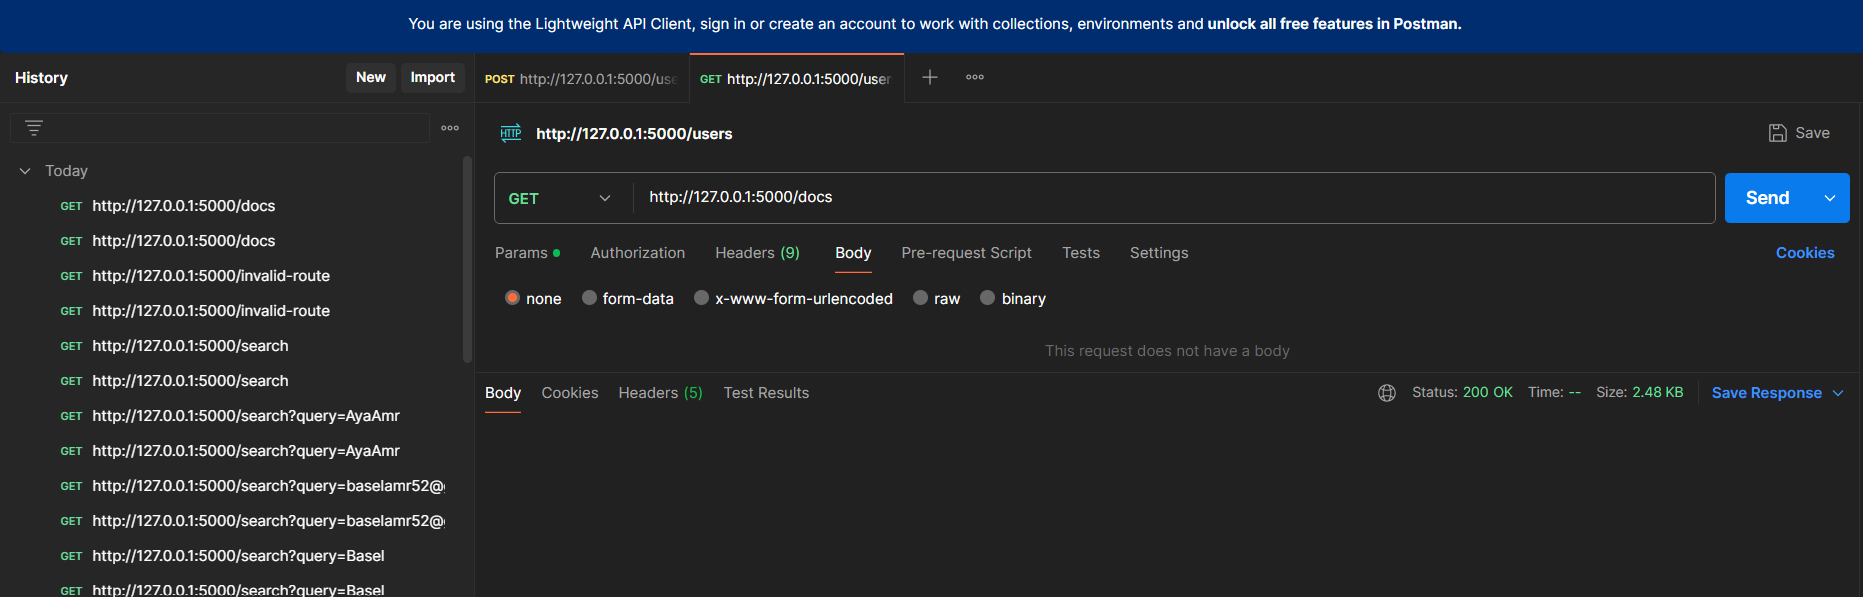 You are using the Lightweight API Client, sign in or create an account to work with collections, environments and unlock all free features in Postman.
History
New
Import
POST http://127.0.0.1:5000/use
GET http://127.0.0.1:5000/user
HTTP http://127.0.0.1:5000/users
Save
Today
GET http://127.0.0.1:5000/docs
GET http://127.0.0.1:5000/docs
GET http://127.0.0.1:5000/invalid-route
GET http://127.0.0.1:5000/invalid-route
GET http://127.0.0.1:5000/search
GET http://127.0.0.1:5000/search
GET http://127.0.0.1:5000/search?query=AyaAmr
GET http://127.0.0.1:5000/search?query=AyaAmr
GET http://127.0.0.1:5000/search?query=baselamr52@
GET http://127.0.0.1:5000/search?query=baselamr52@
GET http://127.0.0.1:5000/search?query=Basel
GET http://127.0.0.1:5000/search?query=Basel
GET http://127.0.0.1:5000/docs
Send
Params Authorization Headers (9) Body Pre-request Script Tests Settings Cookies
none form-data x-www-form-urlencoded raw binary
This request does not have a body
Body Cookies Headers (5) Test Results Status: 200 OK Time: -- Size: 2.48 KB Save Response